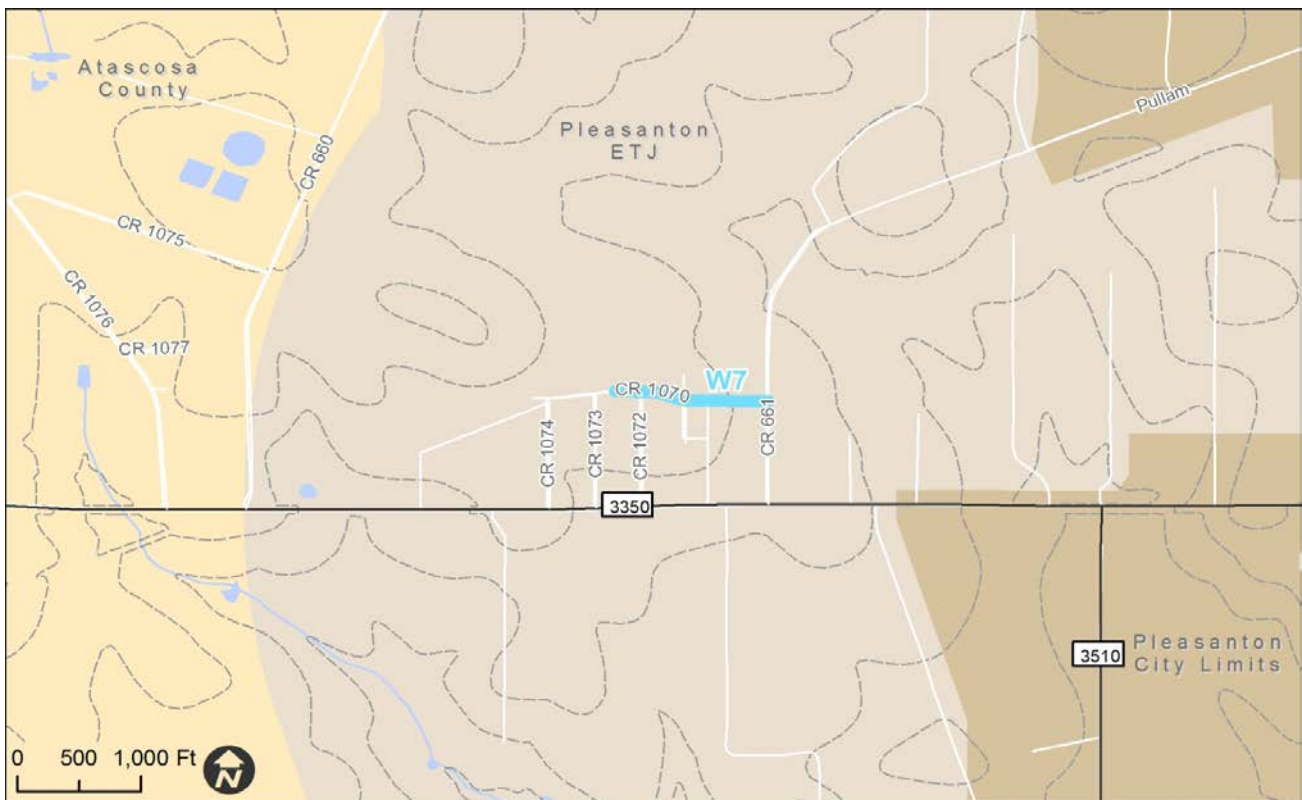 Atascosa
County
CR 660
Pleasanton
ETJ
Pullam
CR 1075
CR 1076
CR 1077
CR 1070
W7
CR 1074
CR 1073
CR 1072
CR 661
3350
3510
Pleasanton
City Limits
0 500 1,000 Ft
N